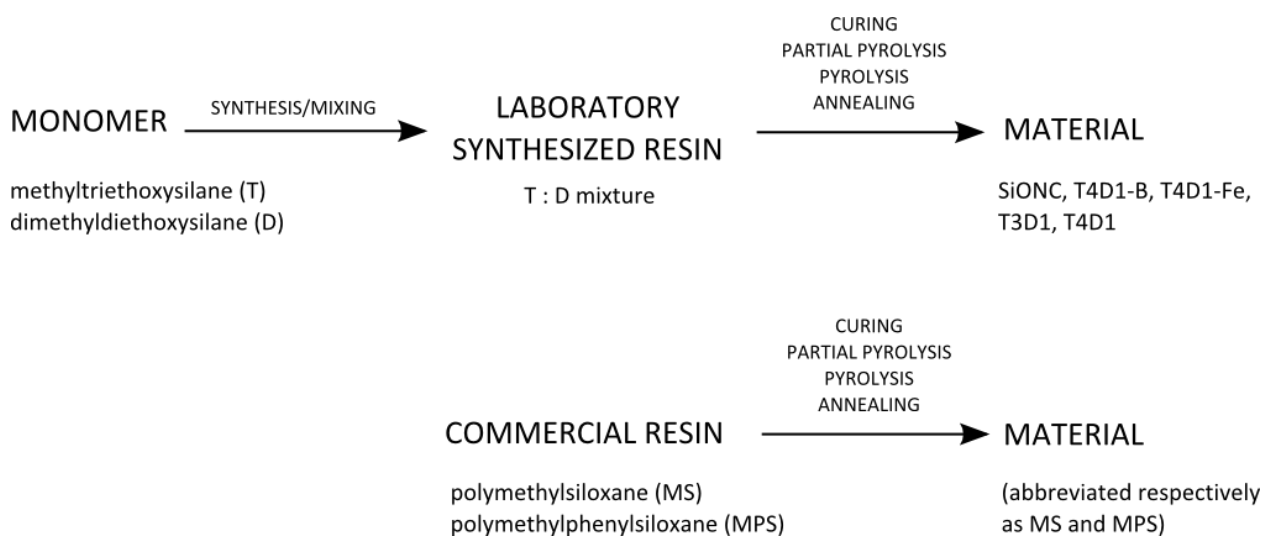 CURING
PARTIAL PYROLYSIS
PYROLYSIS
ANNEALING
MONOMER
SYNTHESIS/MIXING
LABORATORY
SYNTHESIZED RESIN
MATERIAL
methyltriethoxysilane (T)
dimethyldiethoxysilane (D)
T : D mixture
SiONC, T4D1-B, T4D1-Fe,
T3D1, T4D1
CURING
PARTIAL PYROLYSIS
PYROLYSIS
ANNEALING
COMMERCIAL RESIN
MATERIAL
polymethylsiloxane (MS)
polymethylphenylsiloxane (MPS)
(abbreviated respectively
as MS and MPS)